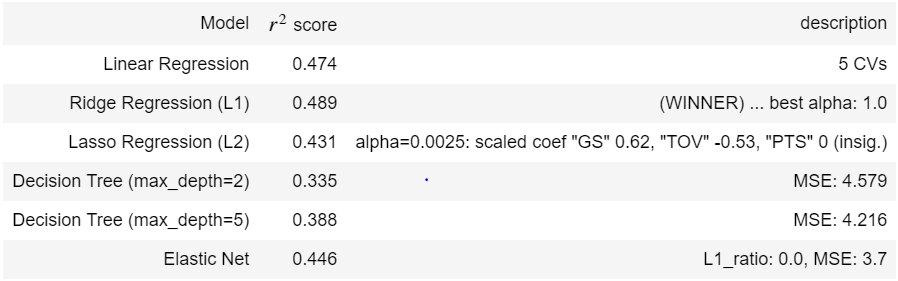 Model r² score description
Linear Regression 0.474 5 CVs
Ridge Regression (L1) 0.489 (WINNER) ... best alpha: 1.0
Lasso Regression (L2) 0.431 alpha=0.0025: scaled coef "GS" 0.62, "TOV" -0.53, "PTS" 0 (insig.)
Decision Tree (max_depth=2) 0.335 MSE: 4.579
Decision Tree (max_depth=5) 0.388 MSE: 4.216
Elastic Net 0.446 L1_ratio: 0.0, MSE: 3.7